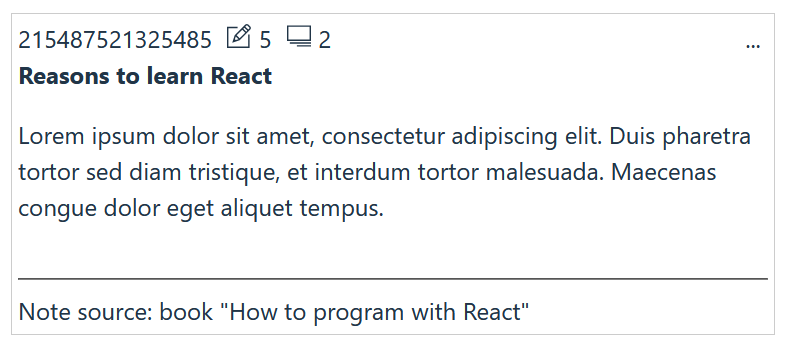 215487521325485 5 2 ...
Reasons to learn React
Lorem ipsum dolor sit amet, consectetur adipiscing elit. Duis pharetra
tortor sed diam tristique, et interdum tortor malesuada. Maecenas
congue dolor eget aliquet tempus.
Note source: book "How to program with React"